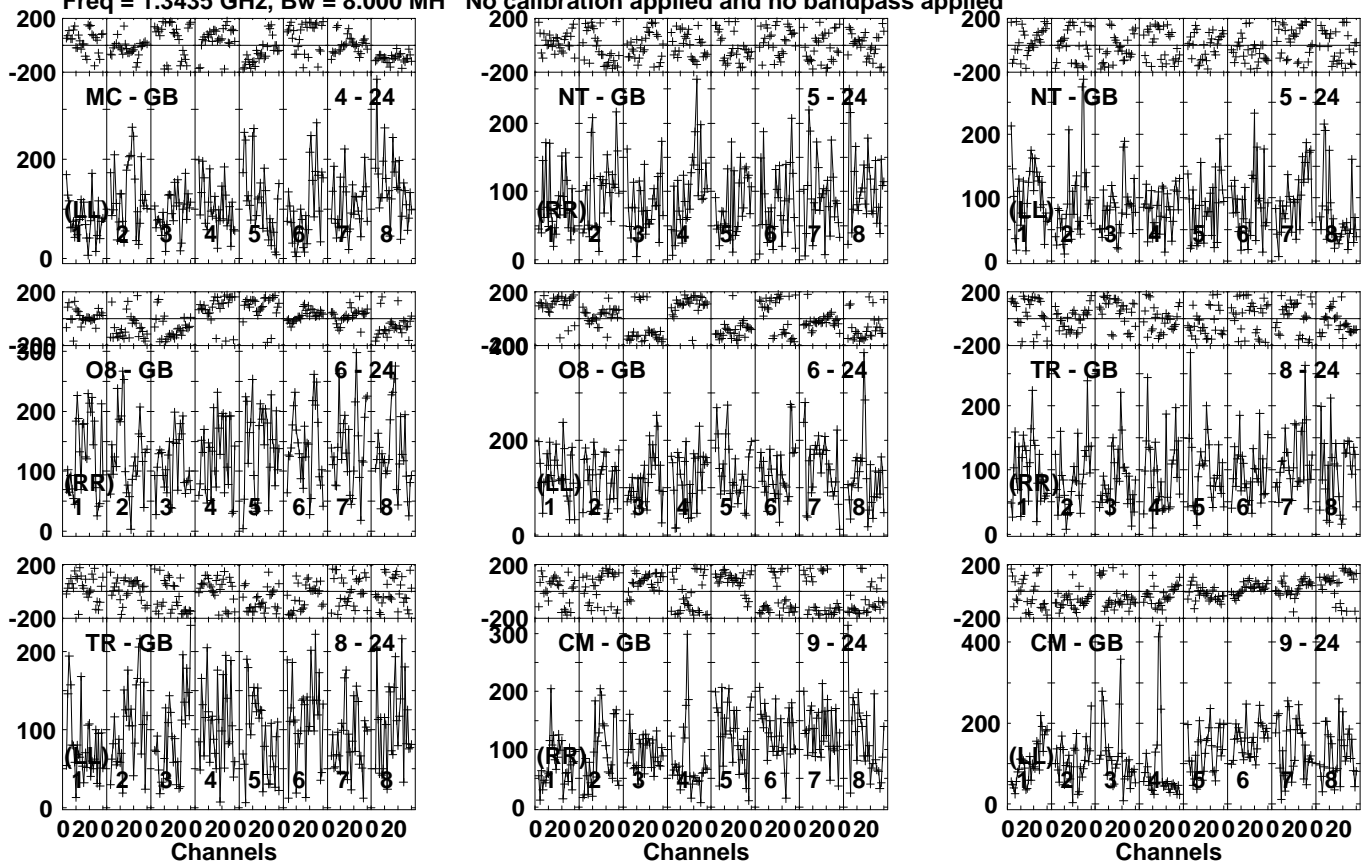 Freq = 1.3435 GHz, Bw = 8.000 MH No calibration applied and no bandpass applied
200 200 200
-200 -200 -200
MC - GB 4 - 24 NT - GB 5 - 24 NT - GB 5 - 24
200 200 200
100 100
(LL) (RR) (LL)
1 2 3 4 5 6 7 8 1 2 3 4 5 6 7 8 1 2 3 4 5 6 7 8
0 0 0
200 200 200
-200 -200 -200
300 400
O8 - GB 6 - 24 O8 - GB 6 - 24 TR - GB 8 - 24
200 200 200
100 100
(RR) (LL) (RR)
1 2 3 4 5 6 7 8 1 2 3 4 5 6 7 8 1 2 3 4 5 6 7 8
0 0 0
200 200 200
-200 -200 -200
TR - GB 8 - 24 CM - GB 9 - 24 CM - GB 9 - 24
200 300 400
200 200
100 100
(LL) (RR) (LL)
1 2 3 4 5 6 7 8 1 2 3 4 5 6 7 8 1 2 3 4 5 6 7 8
0 0 0
0 20 0 20 0 20 0 20 0 20 0 20 0 20 0 20 0 20 0 20 0 20 0 20 0 20 0 20 0 20 0 20 0 20 0 20 0 20 0 20 0 20 0 20 0 20 0 20
Channels Channels Channels